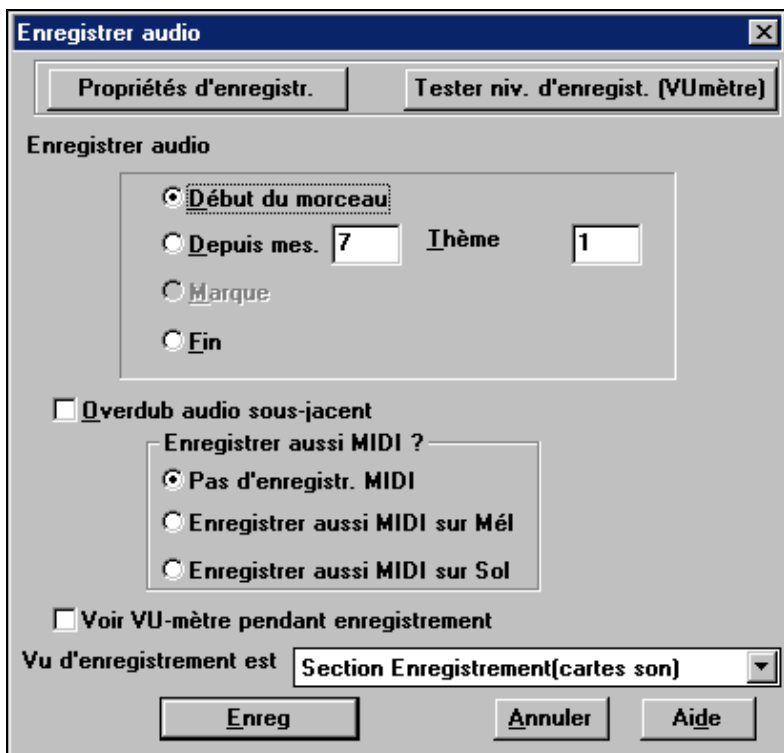 Enregistrer audio
Propriétés d'enregistr. Tester niv. d'enregist. (VUmètre)
Enregistrer audio
Début du morceau
Depuis mes. 7 Thème 1
Marque
Fin
Overdub audio sous-jacent
Enregistrer aussi MIDI ?
Pas d'enregistr. MIDI
Enregistrer aussi MIDI sur Mél
Enregistrer aussi MIDI sur Sol
Voir VU-mètre pendant enregistrement
Vu d'enregistrement est Section Enregistrement(cartes son)
Enreg Annuler Aide